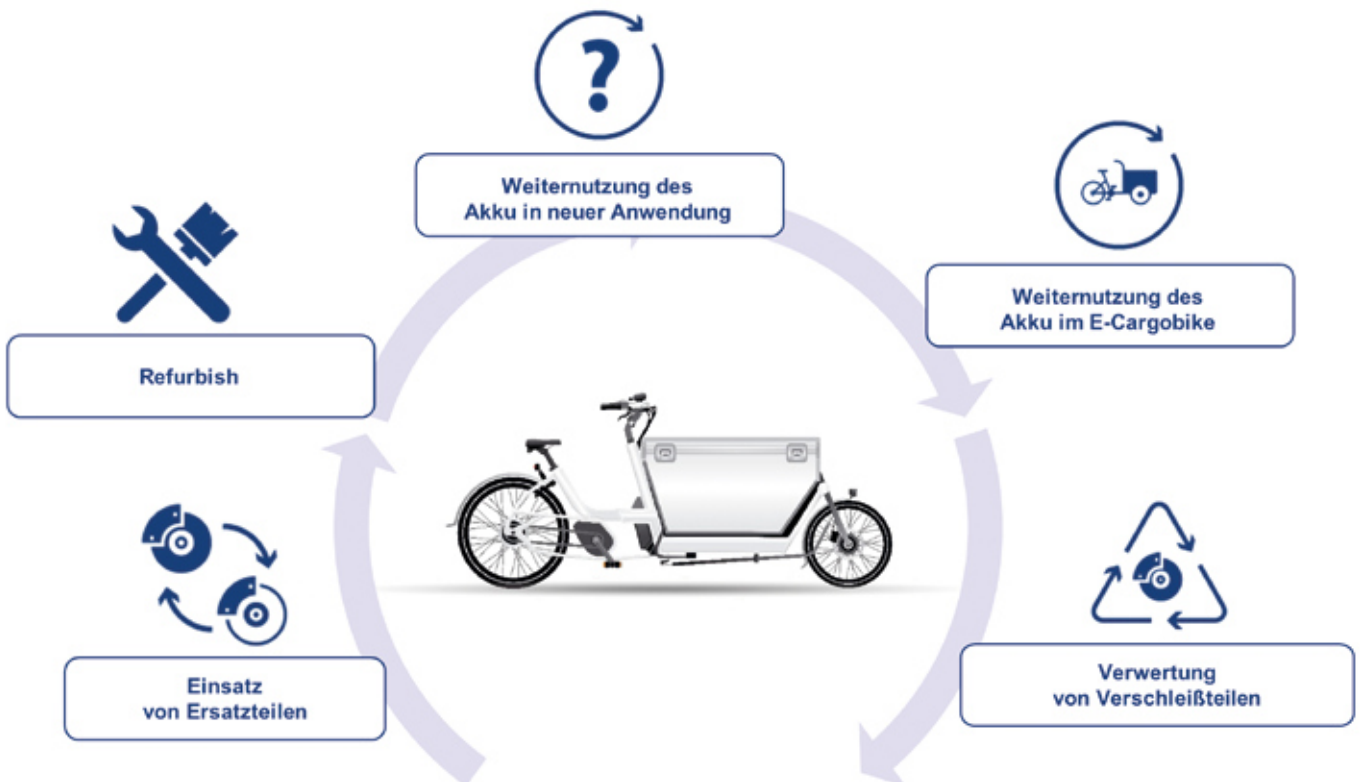 Weiternutzung des
Akku in neuer Anwendung
Weiternutzung des
Akku im E-Cargobike
Refurbish
Einsatz
von Ersatzteilen
Verwertung
von Verschleißteilen